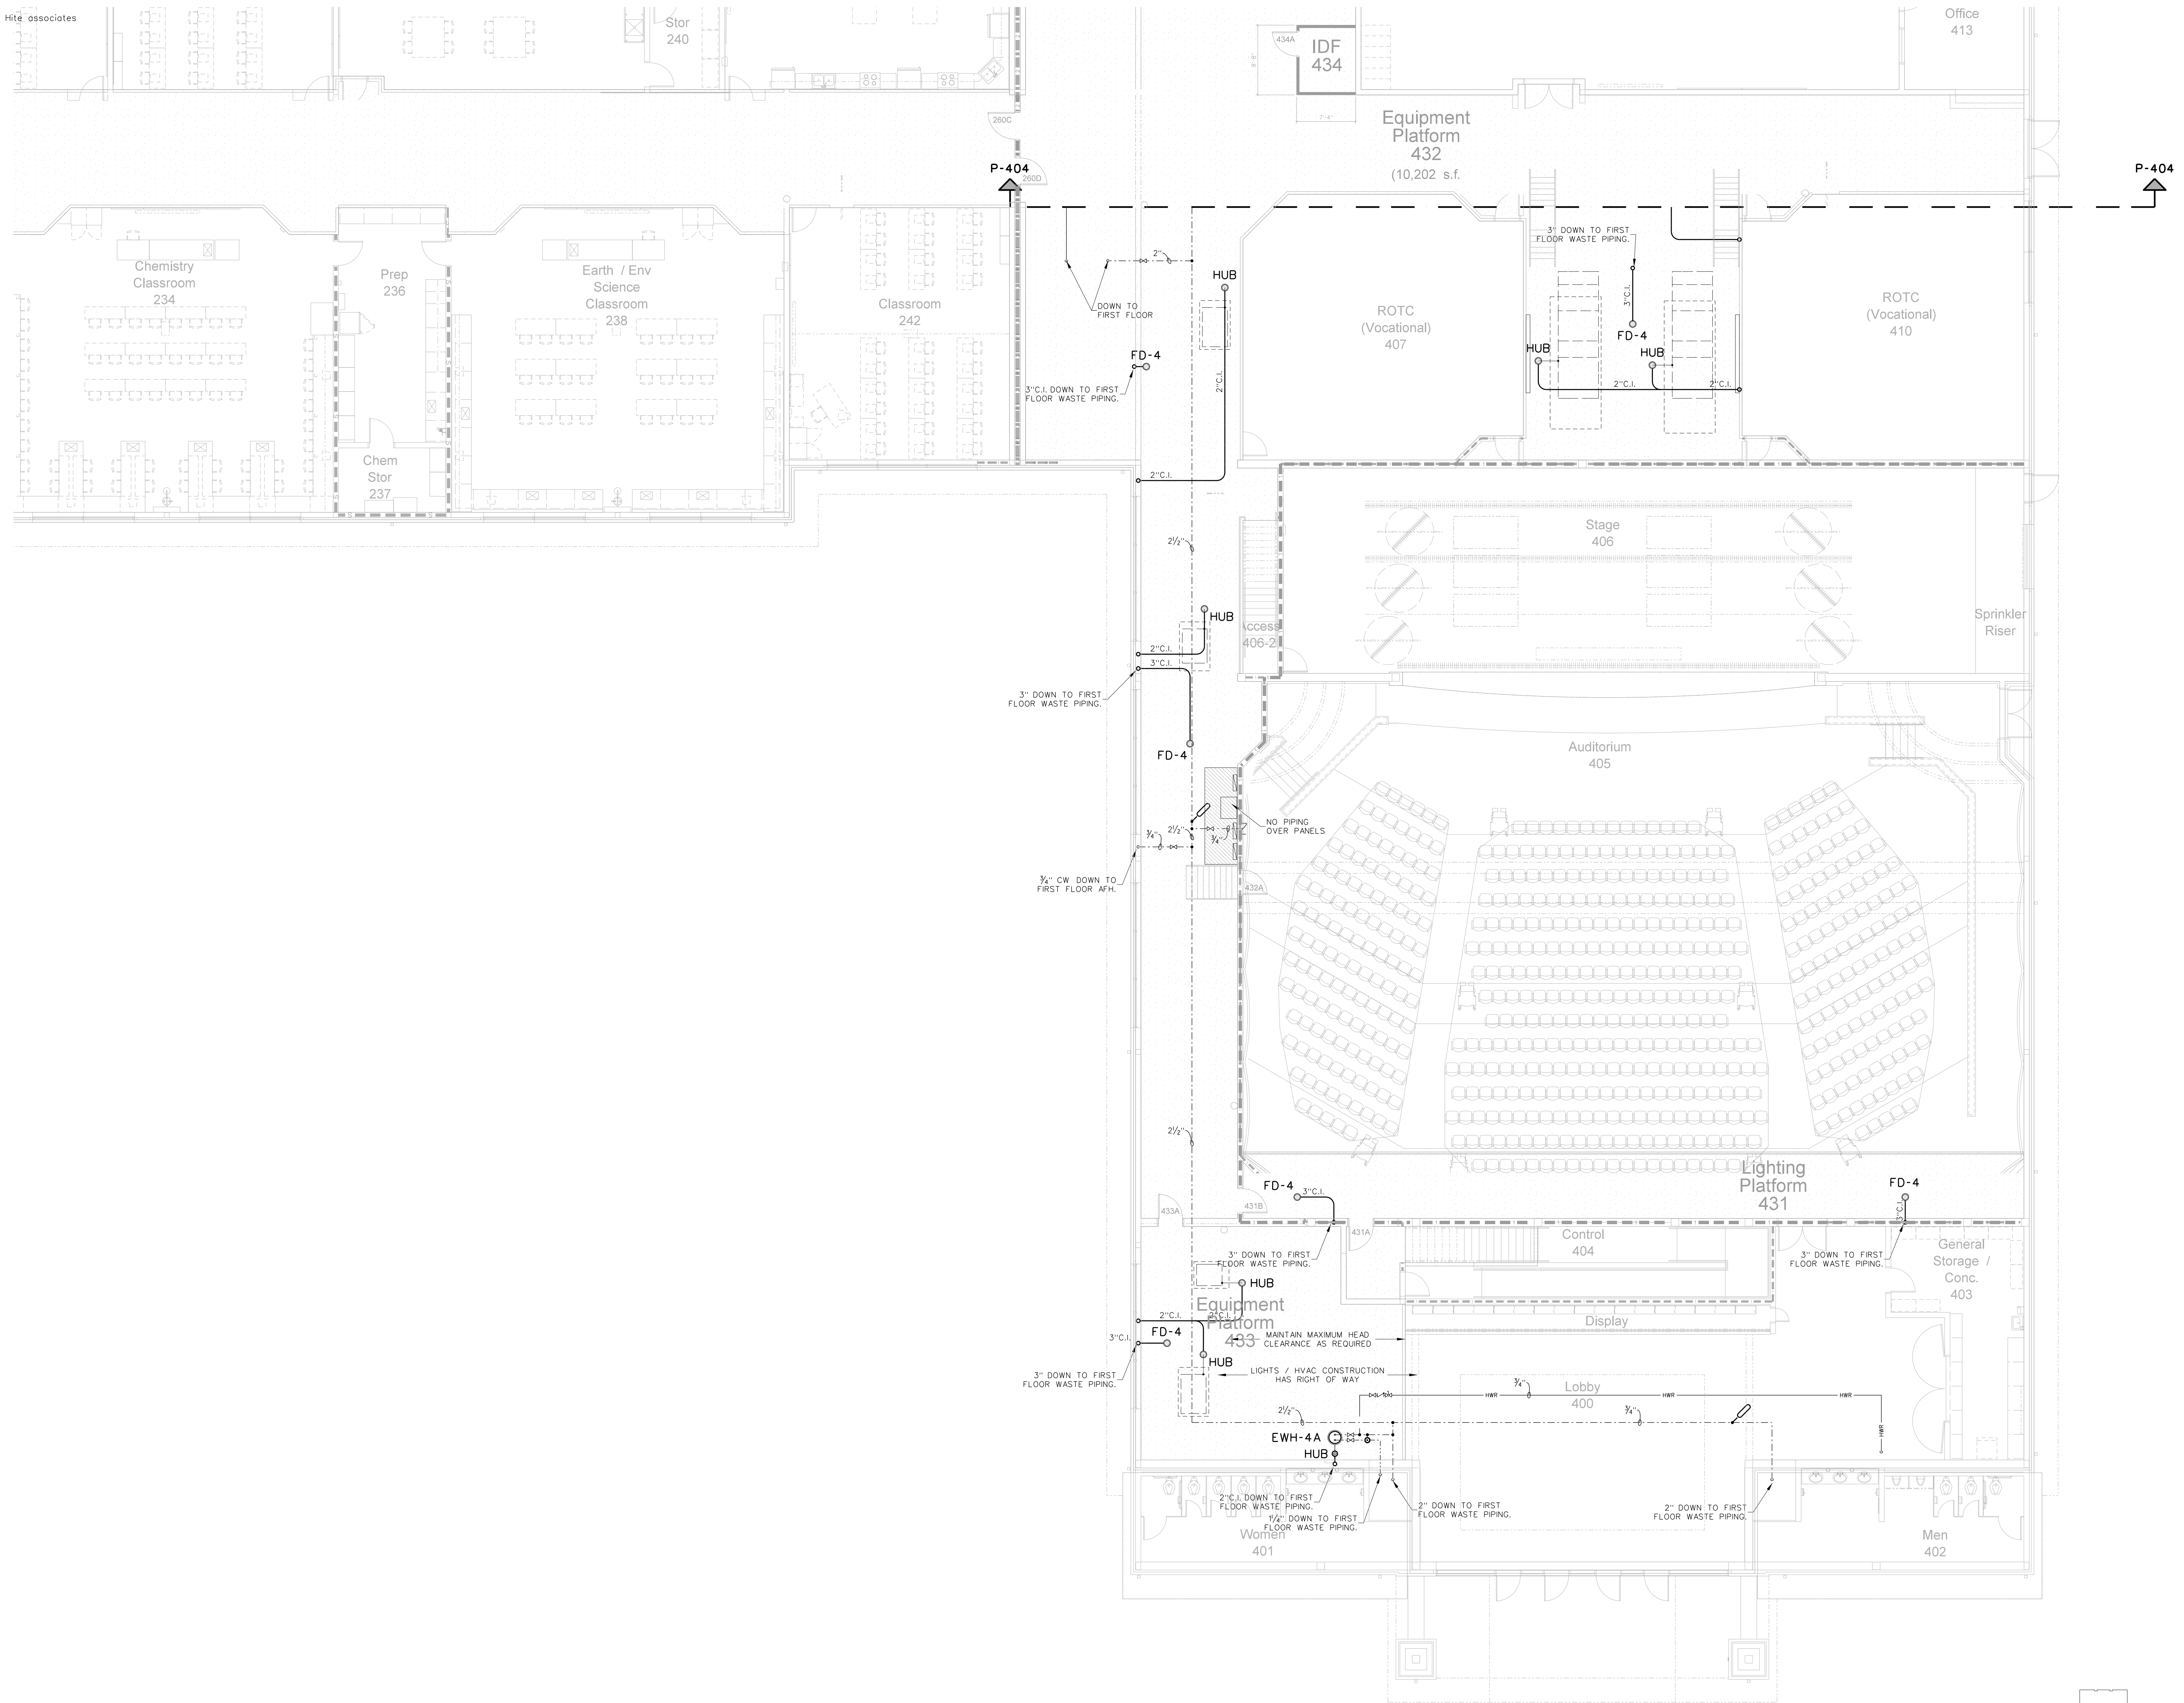 Hite associates
Stor
240
Office
413
434A
IDF
434
8'-8"
7'-4"
260C
Equipment
Platform
432
(10,202 s.f.
P-404
P-404
260D
3" DOWN TO FIRST
FLOOR WASTE PIPING.
2"
Chemistry
Classroom
234
Prep
236
Earth / Env
Science
Classroom
238
Classroom
242
HUB
DOWN TO
FIRST FLOOR
ROTC
(Vocational)
407
3"C.I.
FD-4
ROTC
(Vocational)
410
HUB
HUB
FD-4
3"C.I. DOWN TO FIRST
FLOOR WASTE PIPING.
2"C.I.
2"C.I.
2"C.I.
Chem
Stor
237
2"C.I.
Stage
406
2½"
HUB
Access
406-2
Sprinkler
Riser
2"C.I.
3"C.I.
3" DOWN TO FIRST
FLOOR WASTE PIPING.
FD-4
Auditorium
405
NO PIPING
OVER PANELS
¾"
2½"
¾"
¾" CW DOWN TO
FIRST FLOOR AFH.
432A
2½"
Lighting
Platform
431
FD-4
3"C.I.
FD-4
3"C.I.
433A
431B
431A
Control
404
3" DOWN TO FIRST
FLOOR WASTE PIPING.
3" DOWN TO FIRST
FLOOR WASTE PIPING.
General
Storage /
Conc.
403
HUB
Equipment
Platform
433
2"C.I.
2"C.I.
Display
3"C.I.
FD-4
MAINTAIN MAXIMUM HEAD
CLEARANCE AS REQUIRED
HUB
3" DOWN TO FIRST
FLOOR WASTE PIPING.
LIGHTS / HVAC CONSTRUCTION
HAS RIGHT OF WAY
Lobby
400
HWR
¾"
HWR
HWR
HWR
2½"
¾"
EWH-4A
HUB
2"C.I. DOWN TO FIRST
FLOOR WASTE PIPING.
1¼" DOWN TO FIRST
FLOOR WASTE PIPING.
2" DOWN TO FIRST
FLOOR WASTE PIPING.
2" DOWN TO FIRST
FLOOR WASTE PIPING.
Women
401
Men
402